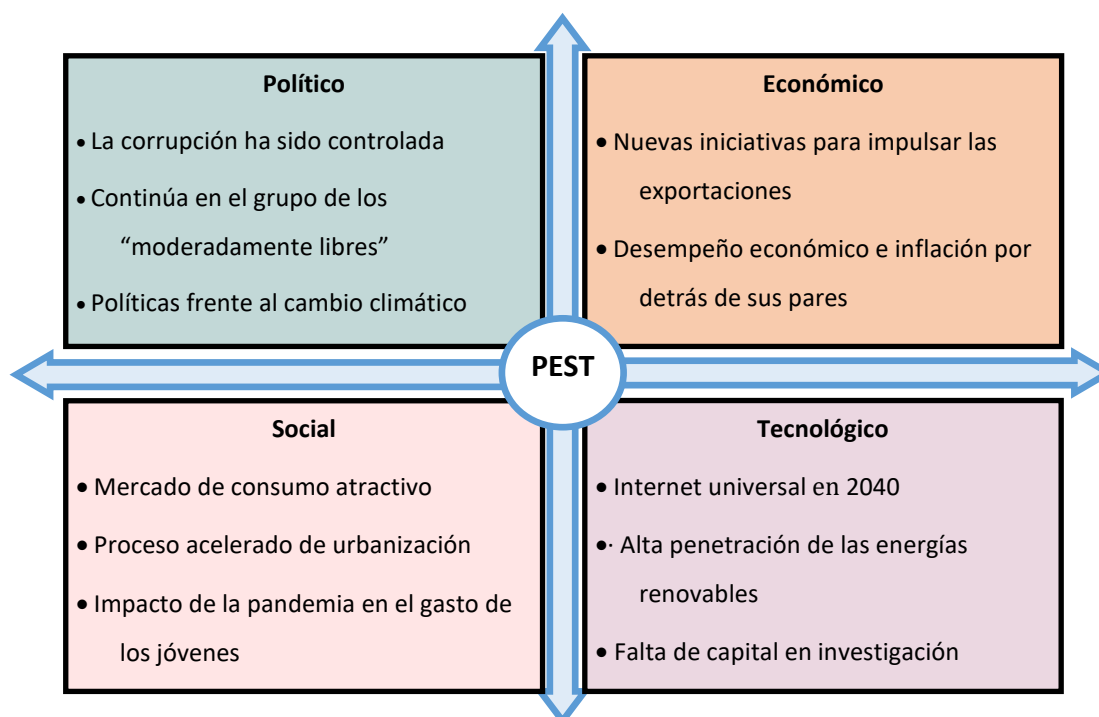 Político
• La corrupción ha sido controlada
• Continúa en el grupo de los
“moderadamente libres”
• Políticas frente al cambio climático
Económico
• Nuevas iniciativas para impulsar las
exportaciones
• Desempeño económico e inflación por
detrás de sus pares
PEST
Social
• Mercado de consumo atractivo
• Proceso acelerado de urbanización
• Impacto de la pandemia en el gasto de
los jóvenes
Tecnológico
• Internet universal en 2040
•· Alta penetración de las energías
renovables
• Falta de capital en investigación